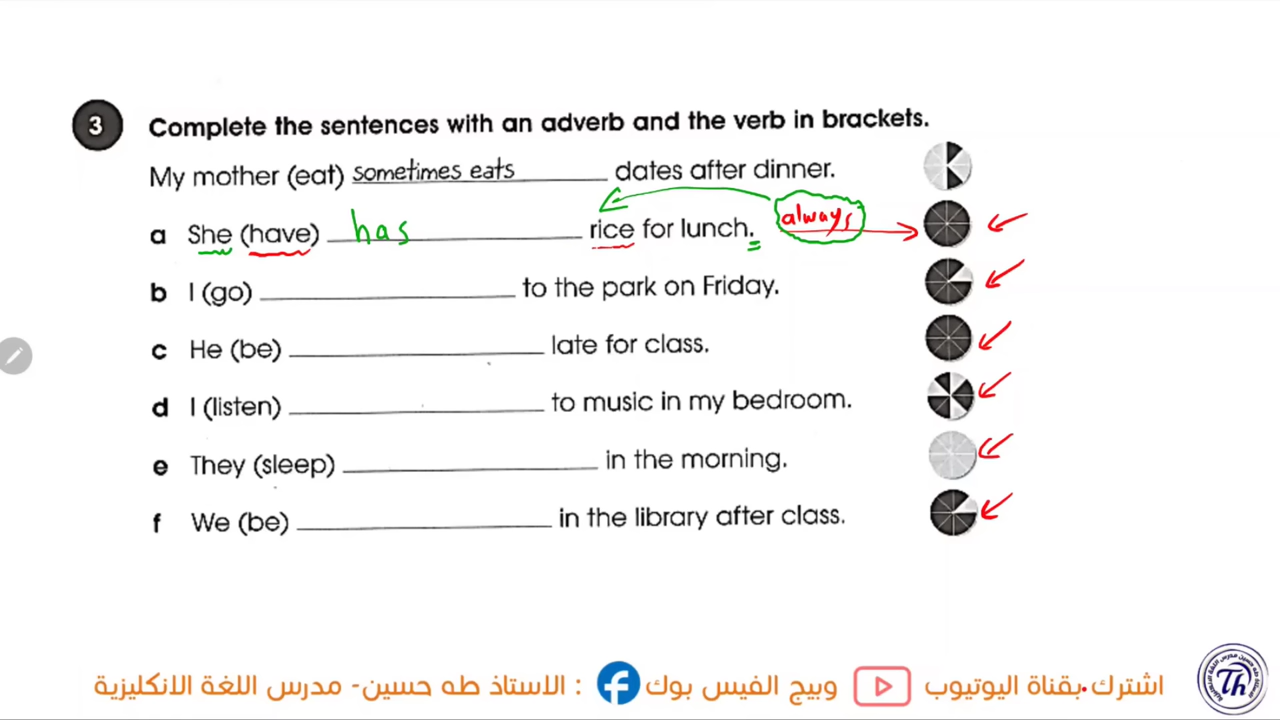 3 Complete the sentences with an adverb and the verb in brackets.
My mother (eat) sometimes eats dates after dinner.
a She (have) has rice for lunch. always
b I (go) to the park on Friday.
c He (be) late for class.
d I (listen) to music in my bedroom.
e They (sleep) in the morning.
f We (be) in the library after class.
اشترك بقناة اليوتيوب وبيج الفيس بوك : الاستاذ طه حسين- مدرس اللغة الانكليزية
Th